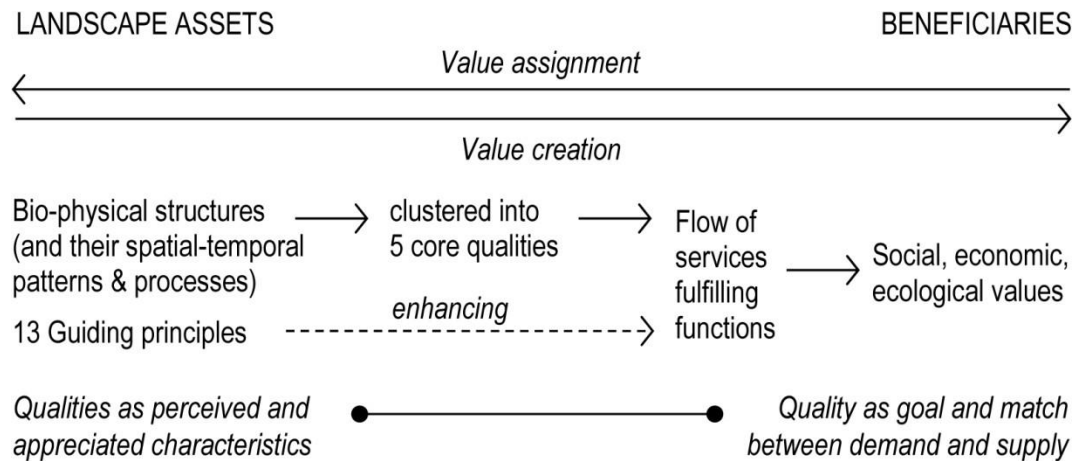 LANDSCAPE ASSETS
BENEFICIARIES
Value assignment
Value creation
Bio-physical structures
(and their spatial-temporal
patterns & processes)
clustered into
5 core qualities
Flow of
services
fulfilling
functions
Social, economic,
ecological values
13 Guiding principles
enhancing
Qualities as perceived and
appreciated characteristics
Quality as goal and match
between demand and supply